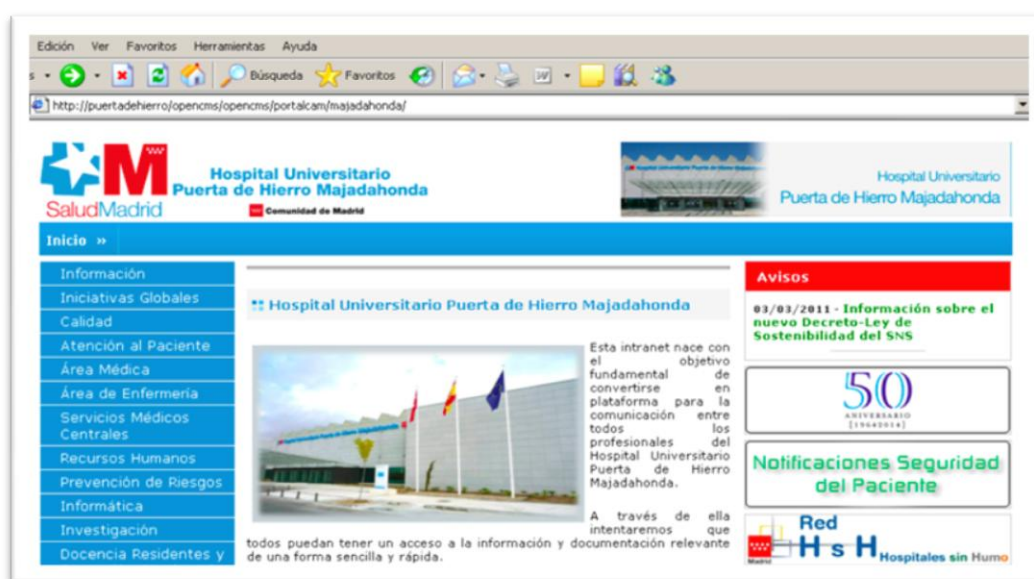 Edición Ver Favoritos Herramientas Ayuda
Búsqueda Favoritos
http://puertadehierro/opencms/opencms/portalcam/majadahonda/
SaludMadrid
Hospital Universitario
Puerta de Hierro Majadahonda
Comunidad de Madrid
Hospital Universitario
Puerta de Hierro Majadahonda
Inicio »
Información
Iniciativas Globales
Calidad
Atención al Paciente
Área Médica
Área de Enfermería
Servicios Médicos
Centrales
Recursos Humanos
Prevención de Riesgos
Informática
Investigación
Docencia Residentes y
Hospital Universitario Puerta de Hierro Majadahonda
Esta intranet nace con
el objetivo
fundamental de
convertirse en
plataforma para la
comunicación entre
todos los
profesionales del
Hospital Universitario
Puerta de Hierro
Majadahonda.
A través de ella
intentaremos que
todos puedan tener un acceso a la información y documentación relevante
de una forma sencilla y rápida.
Avisos
03/03/2011 - Información sobre el
nuevo Decreto-Ley de
Sostenibilidad del SNS
50
ANIVERSARIO
[19642014]
Notificaciones Seguridad
del Paciente
Red
HsH Hospitales sin Humo
Madrid